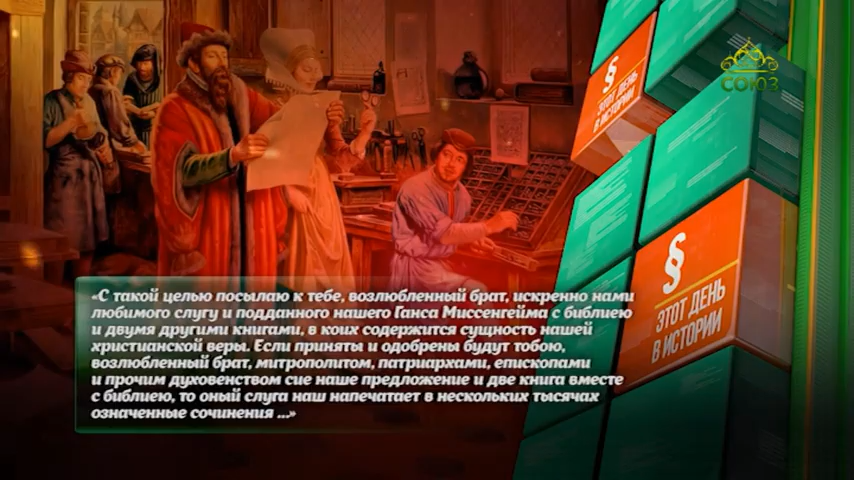 СОЮЗ
§
ЭТОТ ДЕНЬ
В ИСТОРИИ
§
ЭТОТ ДЕНЬ
В ИСТОРИИ
«С такой целью посылаю к тебе, возлюбленный брат, искренно нами
любимого слугу и подданного нашего Ганса Миссенгейма с библиею
и двумя другими книгами, в коих содержится сущность нашей
христианской веры. Если приняты и одобрены будут тобою,
возлюбленный брат, митрополитом, патриархами, епископами
и прочим духовенством сие наше предложение и две книга вместе
с библиею, то оный слуга наш напечатает в нескольких тысячах
означенные сочинения ...»